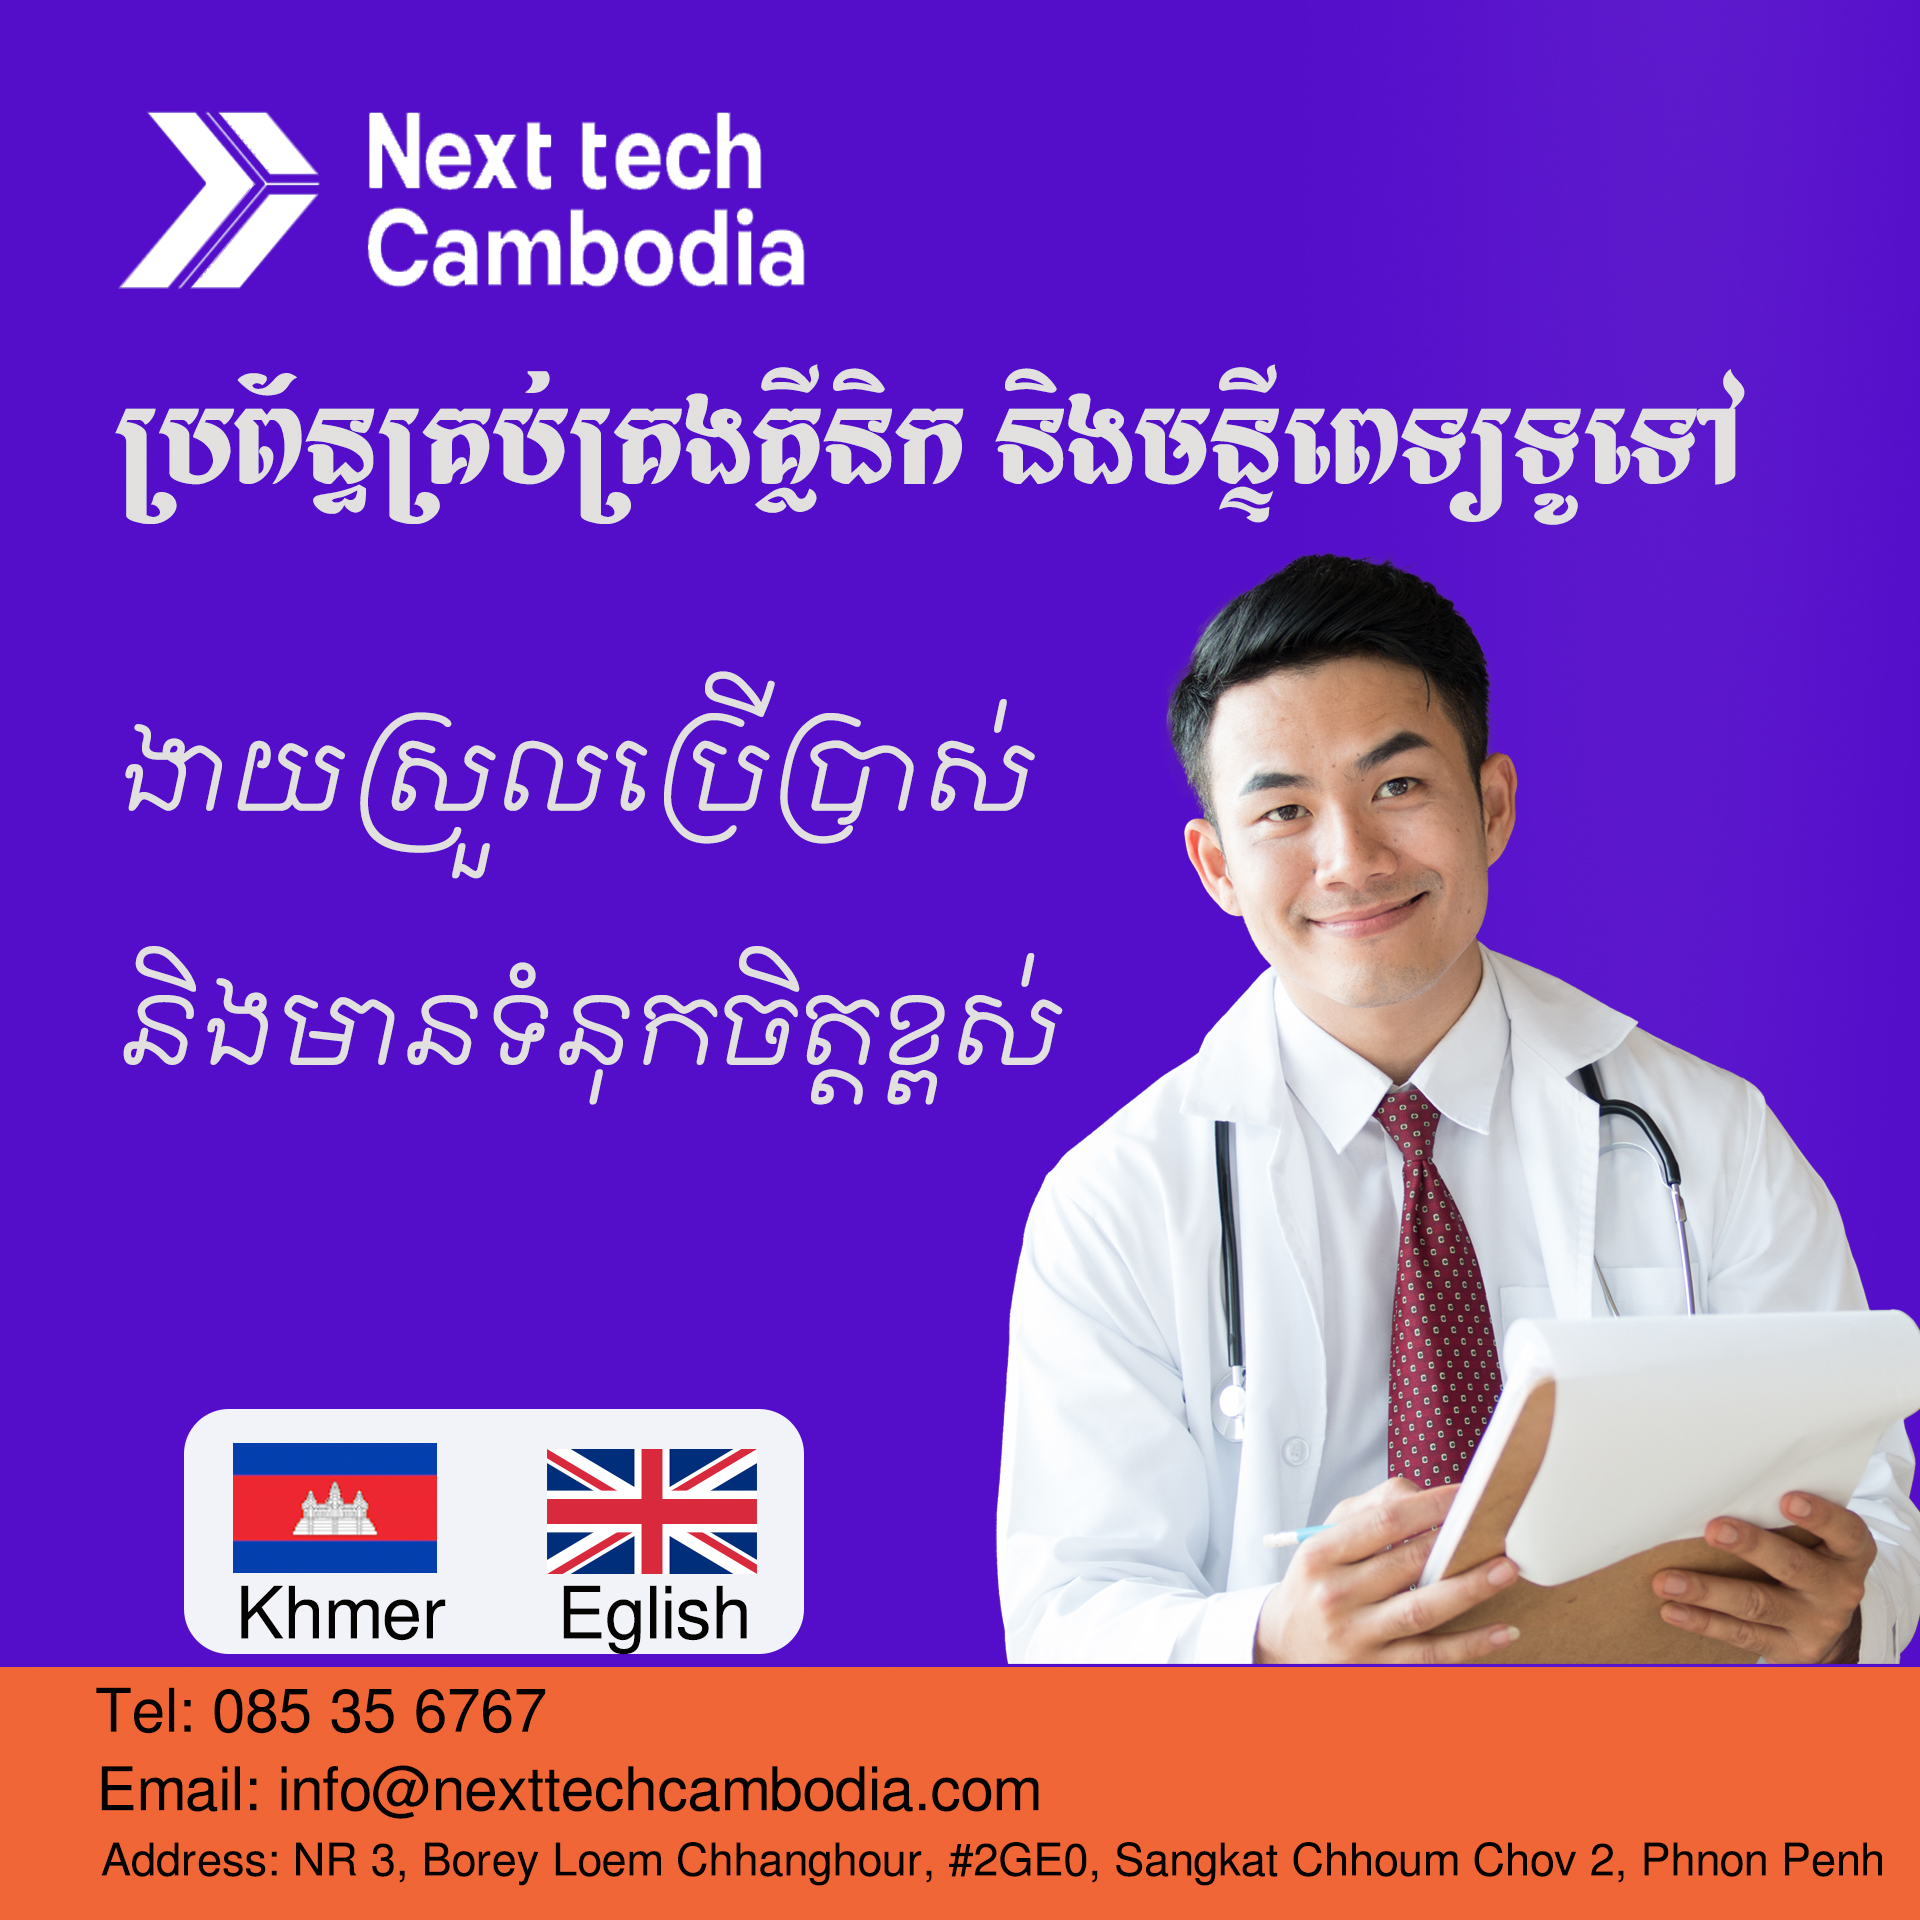 Next tech
Cambodia
ប្រព័ន្ធគ្រប់គ្រងគ្លីនិក និងមន្ទីរពេទ្យទូទៅ
ងាយស្រួលប្រើប្រាស់
និងមានទំនុកចិត្តខ្ពស់
Khmer Eglish
Tel: 085 35 6767
Email: info@nexttechcambodia.com
Address: NR 3, Borey Loem Chhanghour, #2GE0, Sangkat Chhoum Chov 2, Phnon Penh